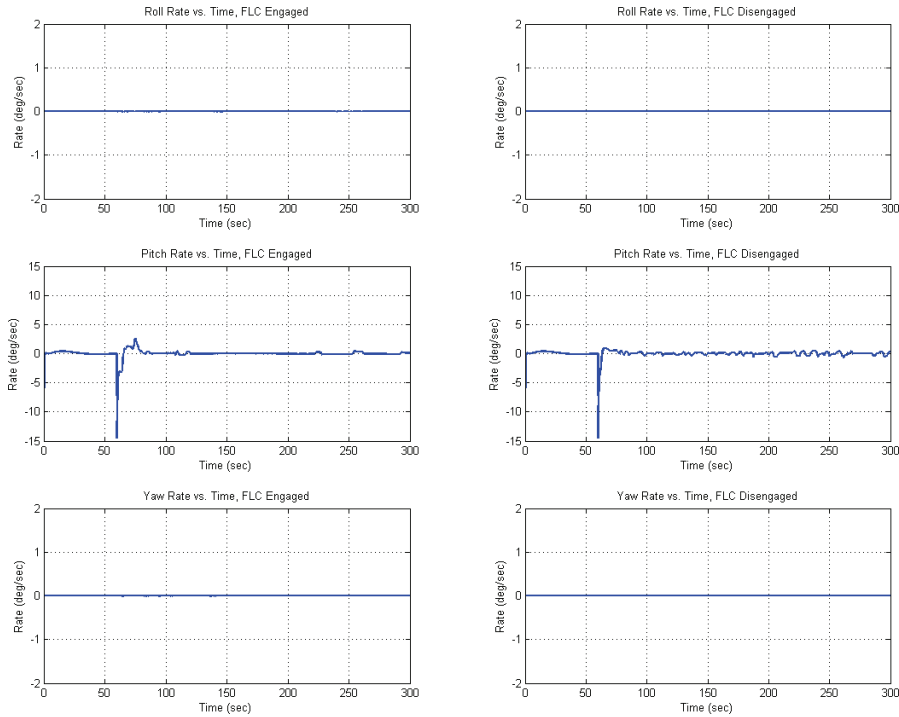 Roll Rate vs. Time, FLC Engaged
2
1
0
-1
-2
Rate (deg/sec)
0 50 100 150 200 250 300
Time (sec)
Roll Rate vs. Time, FLC Disengaged
2
1
0
-1
-2
Rate (deg/sec)
0 50 100 150 200 250 300
Time (sec)
Pitch Rate vs. Time, FLC Engaged
15
10
5
0
-5
-10
-15
Rate (deg/sec)
0 50 100 150 200 250 300
Time (sec)
Pitch Rate vs. Time, FLC Disengaged
15
10
5
0
-5
-10
-15
Rate (deg/sec)
0 50 100 150 200 250 300
Time (sec)
Yaw Rate vs. Time, FLC Engaged
2
1
0
-1
-2
Rate (deg/sec)
0 50 100 150 200 250 300
Time (sec)
Yaw Rate vs. Time, FLC Disengaged
2
1
0
-1
-2
Rate (deg/sec)
0 50 100 150 200 250 300
Time (sec)